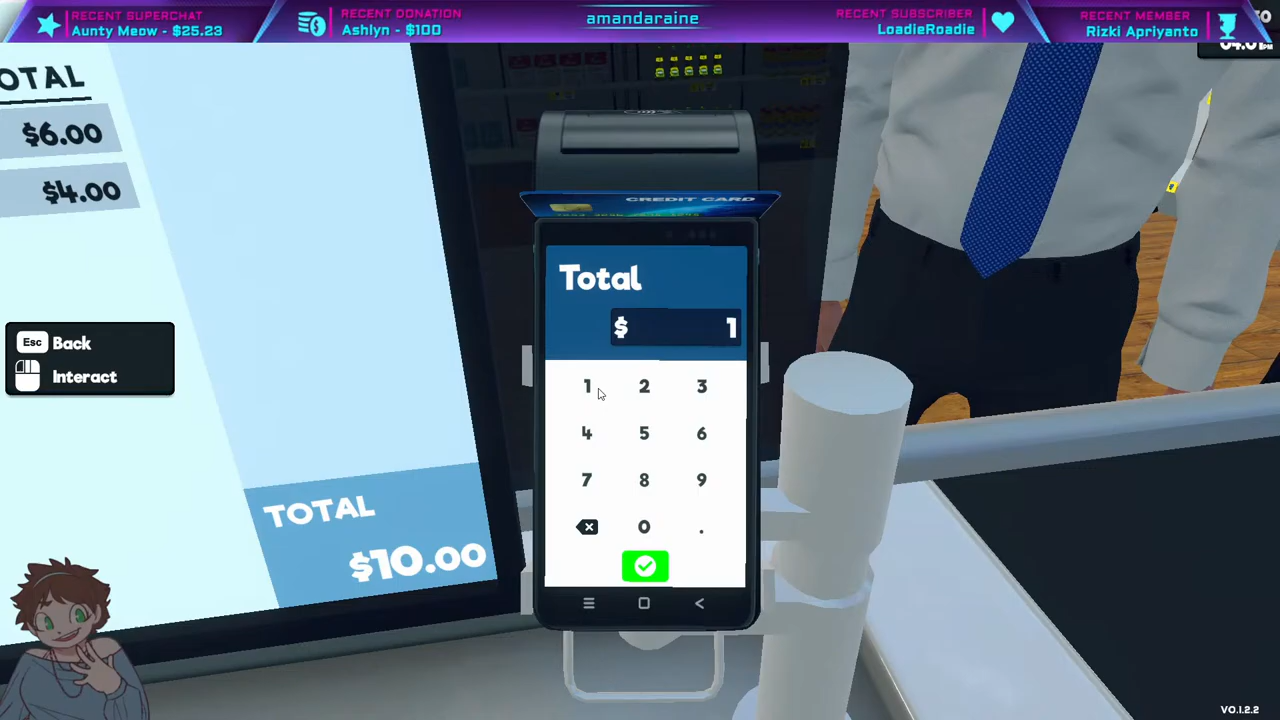 RECENT SUPERCHAT
Aunty Meow - $25.23
RECENT DONATION
Ashlyn - $100
amandaraine
RECENT SUBSCRIBER
LoadieRoadie
RECENT MEMBER
Rizki Apriyanto
OTAL
$6.00
$4.00
CREDIT CARD
Total
$ 1
Esc Back
Interact
1 2 3
4 5 6
7 8 9
0 .
TOTAL
$10.00
V0.1.2.2